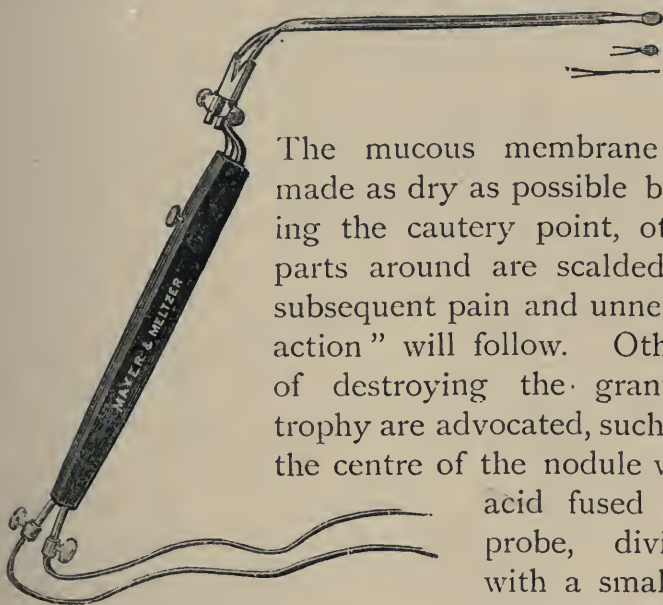 MAYER & MELTZER
The mucous membrane
made as dry as possible b
ing the cautery point, ot
parts around are scalded
subsequent pain and unne
action” will follow. Oth
of destroying the gran
trophy are advocated, such
the centre of the nodule v
acid fused
probe, divi
with a smal